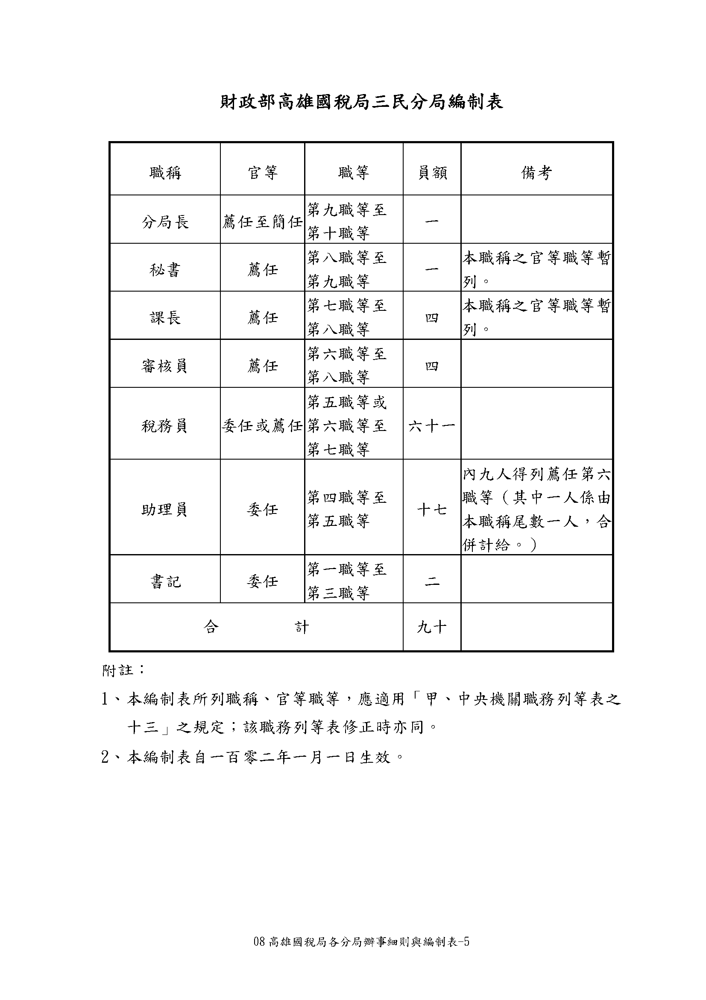 財政部高雄國稅局三民分局編制表
職稱 官等 職等 員額 備考
分局長 薦任至簡任 第九職等至
第十職等 一
秘書 薦任 第八職等至
第九職等 一 本職稱之官等職等暫
列。
課長 薦任 第七職等至
第八職等 四 本職稱之官等職等暫
列。
審核員 薦任 第六職等至
第八職等 四
稅務員 委任或薦任 第五職等或
第六職等至
第七職等 六十一
助理員 委任 第四職等至
第五職等 十七 內九人得列薦任第六
職等（其中一人係由
本職稱尾數一人，合
併計給。）
書記 委任 第一職等至
第三職等 二
合計 九十
附註：
1、本編制表所列職稱、官等職等，應適用「甲、中央機關職務列等表之
十三」之規定；該職務列等表修正時亦同。
2、本編制表自一百零二年一月一日生效。
08 高雄國稅局各分局辦事細則與編制表-5